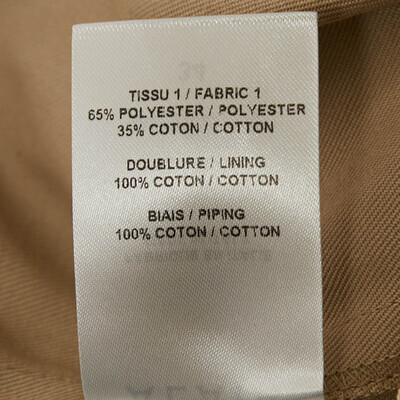 TISSU 1 / FABRIC 1
65% POLYESTER / POLYESTER
35% COTON / COTTON
DOUBLURE / LINING
100% COTON / COTTON
BIAIS / PIPING
100% COTON / COTTON